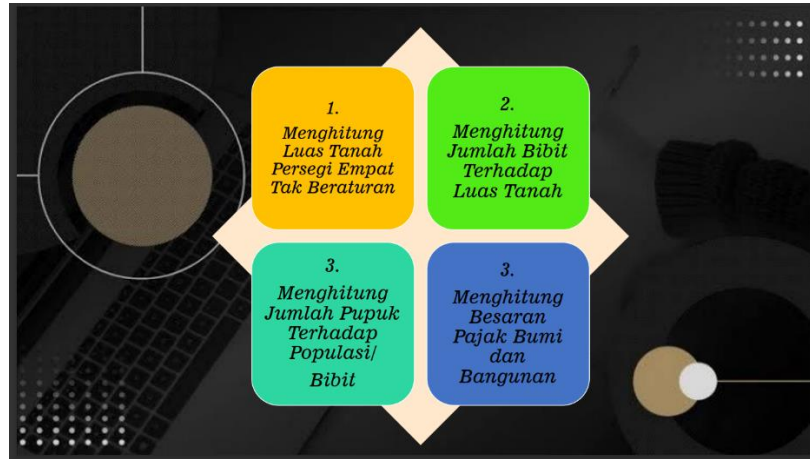 1.
Menghitung
Luas Tanah
Persegi Empat
Tak Beraturan
2.
Menghitung
Jumlah Bibit
Terhadap
Luas Tanah
3.
Menghitung
Jumlah Pupuk
Terhadap
Populasi/
Bibit
3.
Menghitung
Besaran
Pajak Bumi
dan
Bangunan